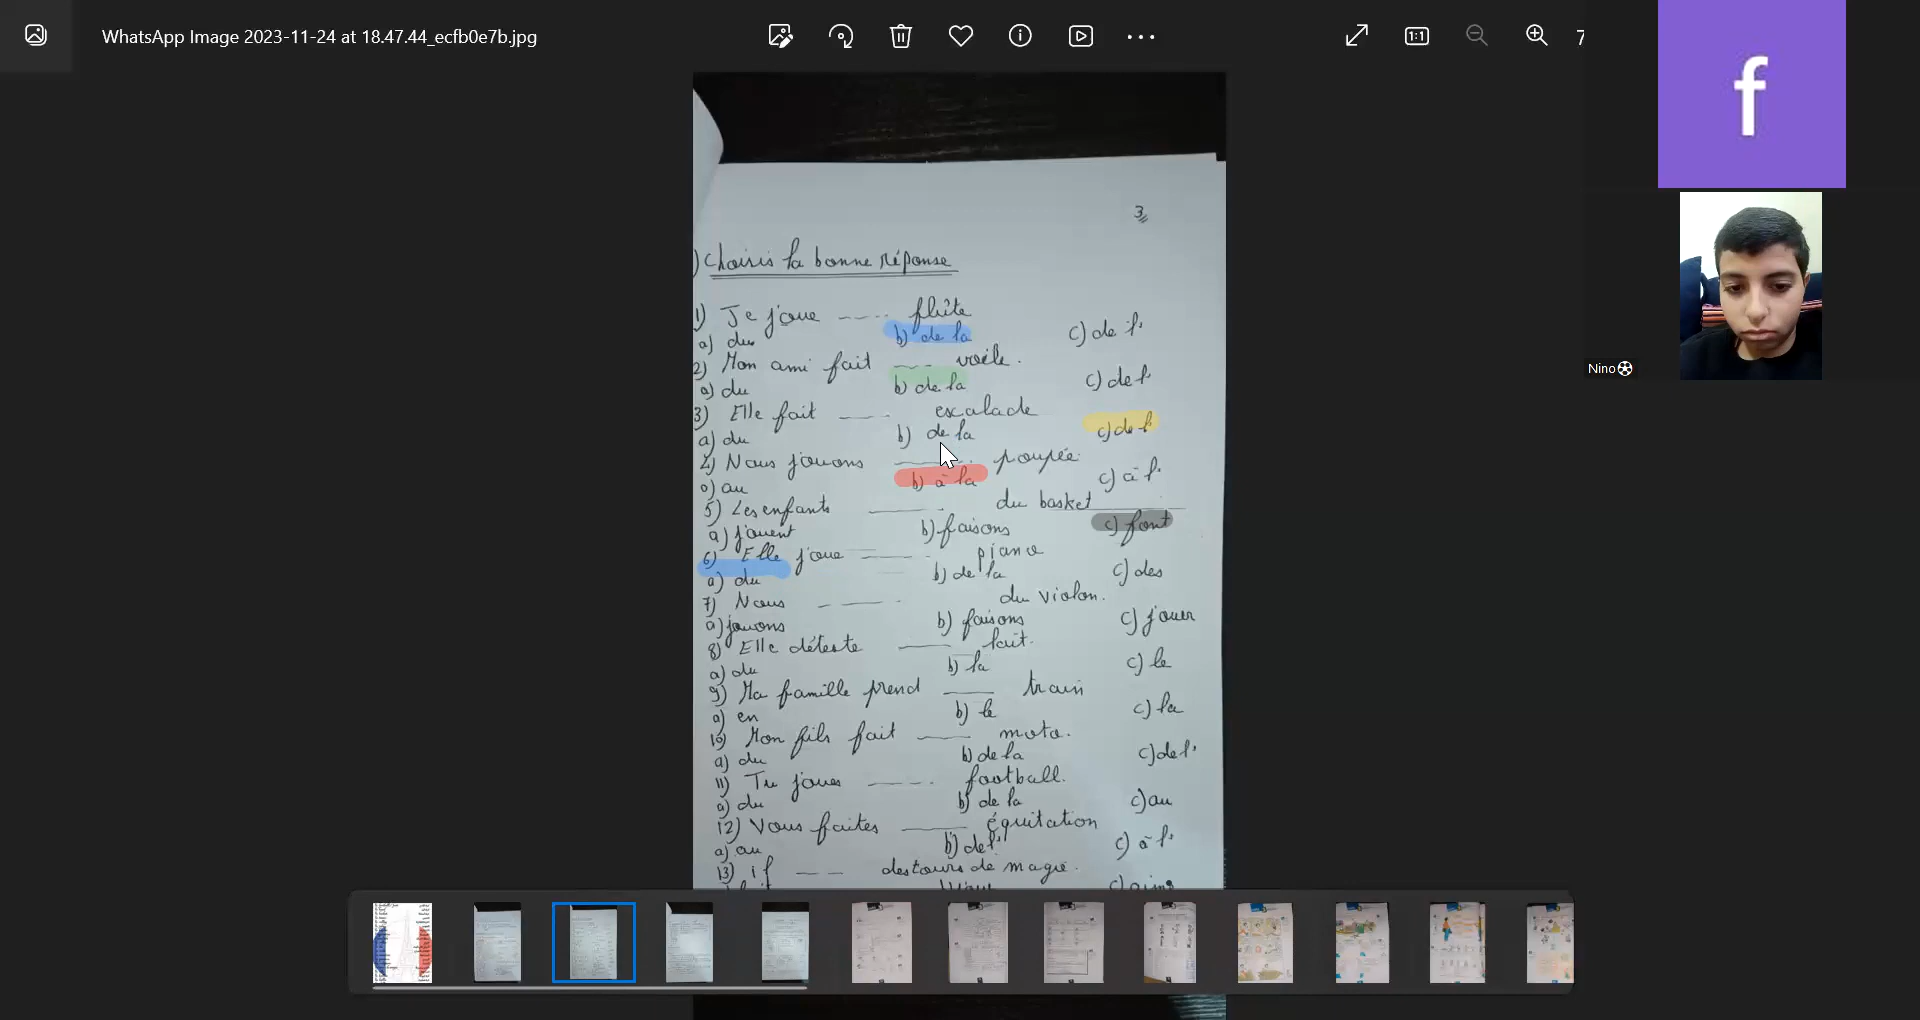 WhatsApp Image 2023-11-24 at 18.47.44_ecfb0e7b.jpg
1:1
7
f
Nino
3
) Choisis la bonne réponse
1) Je joue ---- flûte
a) du b) de la c) de l'
2) Mon ami fait ---- voile.
a) du b) de la c) de l'
3) Elle fait ---- escalade
a) du b) de la c) de l'
4) Nous jouons ---- poupée.
a) au b) à la c) à l'
5) Les enfants ---- du basket
a) jouent b) faisons c) font
6) Elle joue ---- piano
a) du b) de la c) des
7) Nous ---- du violon.
a) jouons b) faisons c) jouer
8) Elle déteste ---- lait.
a) du b) la c) le
9) Ma famille prend ---- train
a) en b) le c) la
10) Mon fils fait ---- moto.
a) du b) de la c) de l'
11) Tu joues ---- football.
a) du b) de la c) au
12) Vous faites ---- équitation
a) au b) de l' c) à l'
13) il ---- des tours de magie.